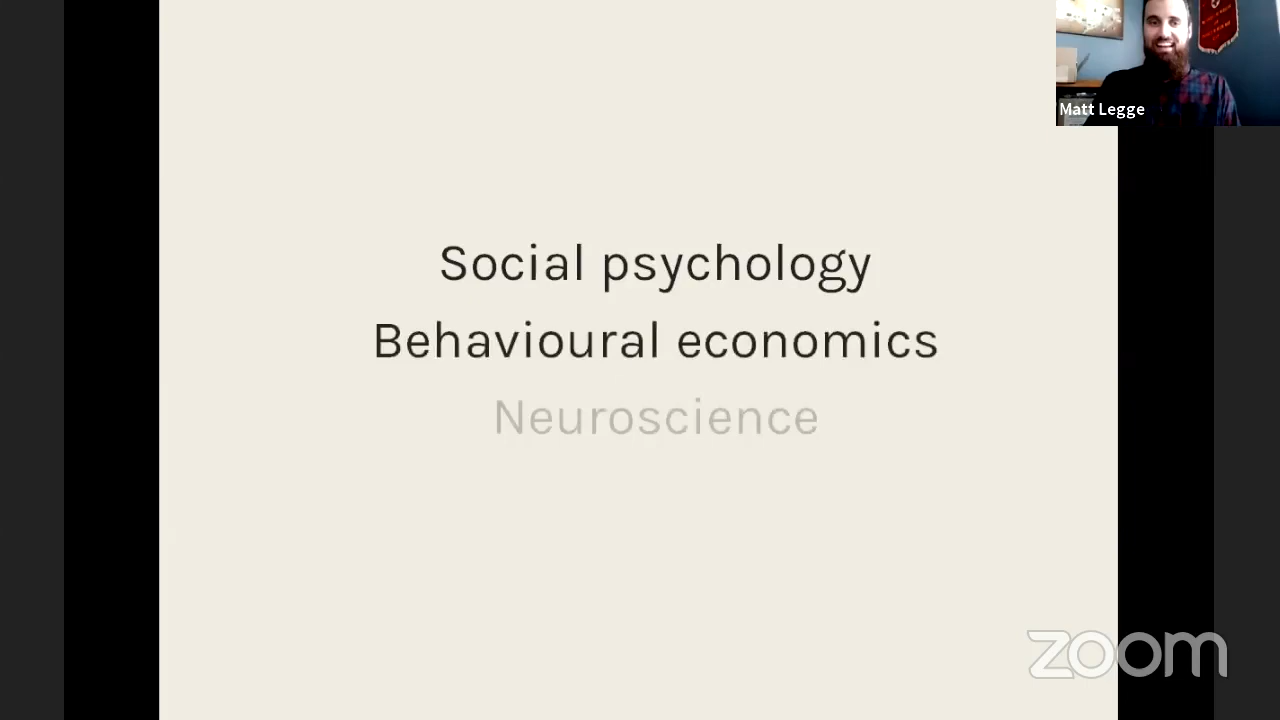 Matt Legge
Social psychology
Behavioural economics
Neuroscience
zoom